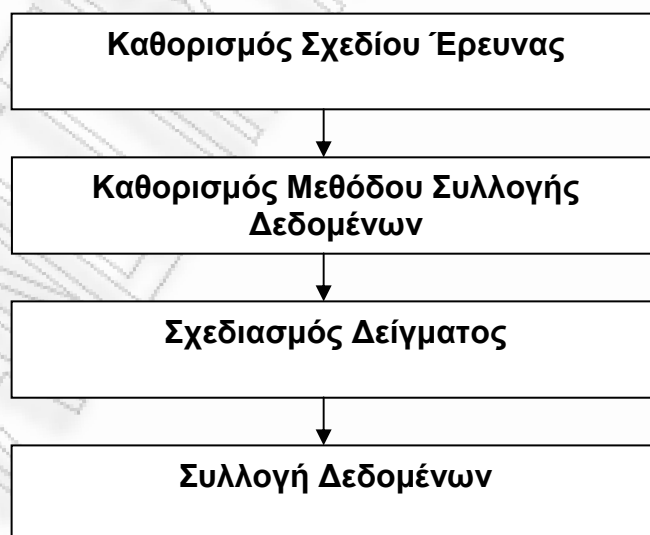 Καθορισμός Σχεδίου Έρευνας
Καθορισμός Μεθόδου Συλλογής
Δεδομένων
Σχεδιασμός Δείγματος
Συλλογή Δεδομένων